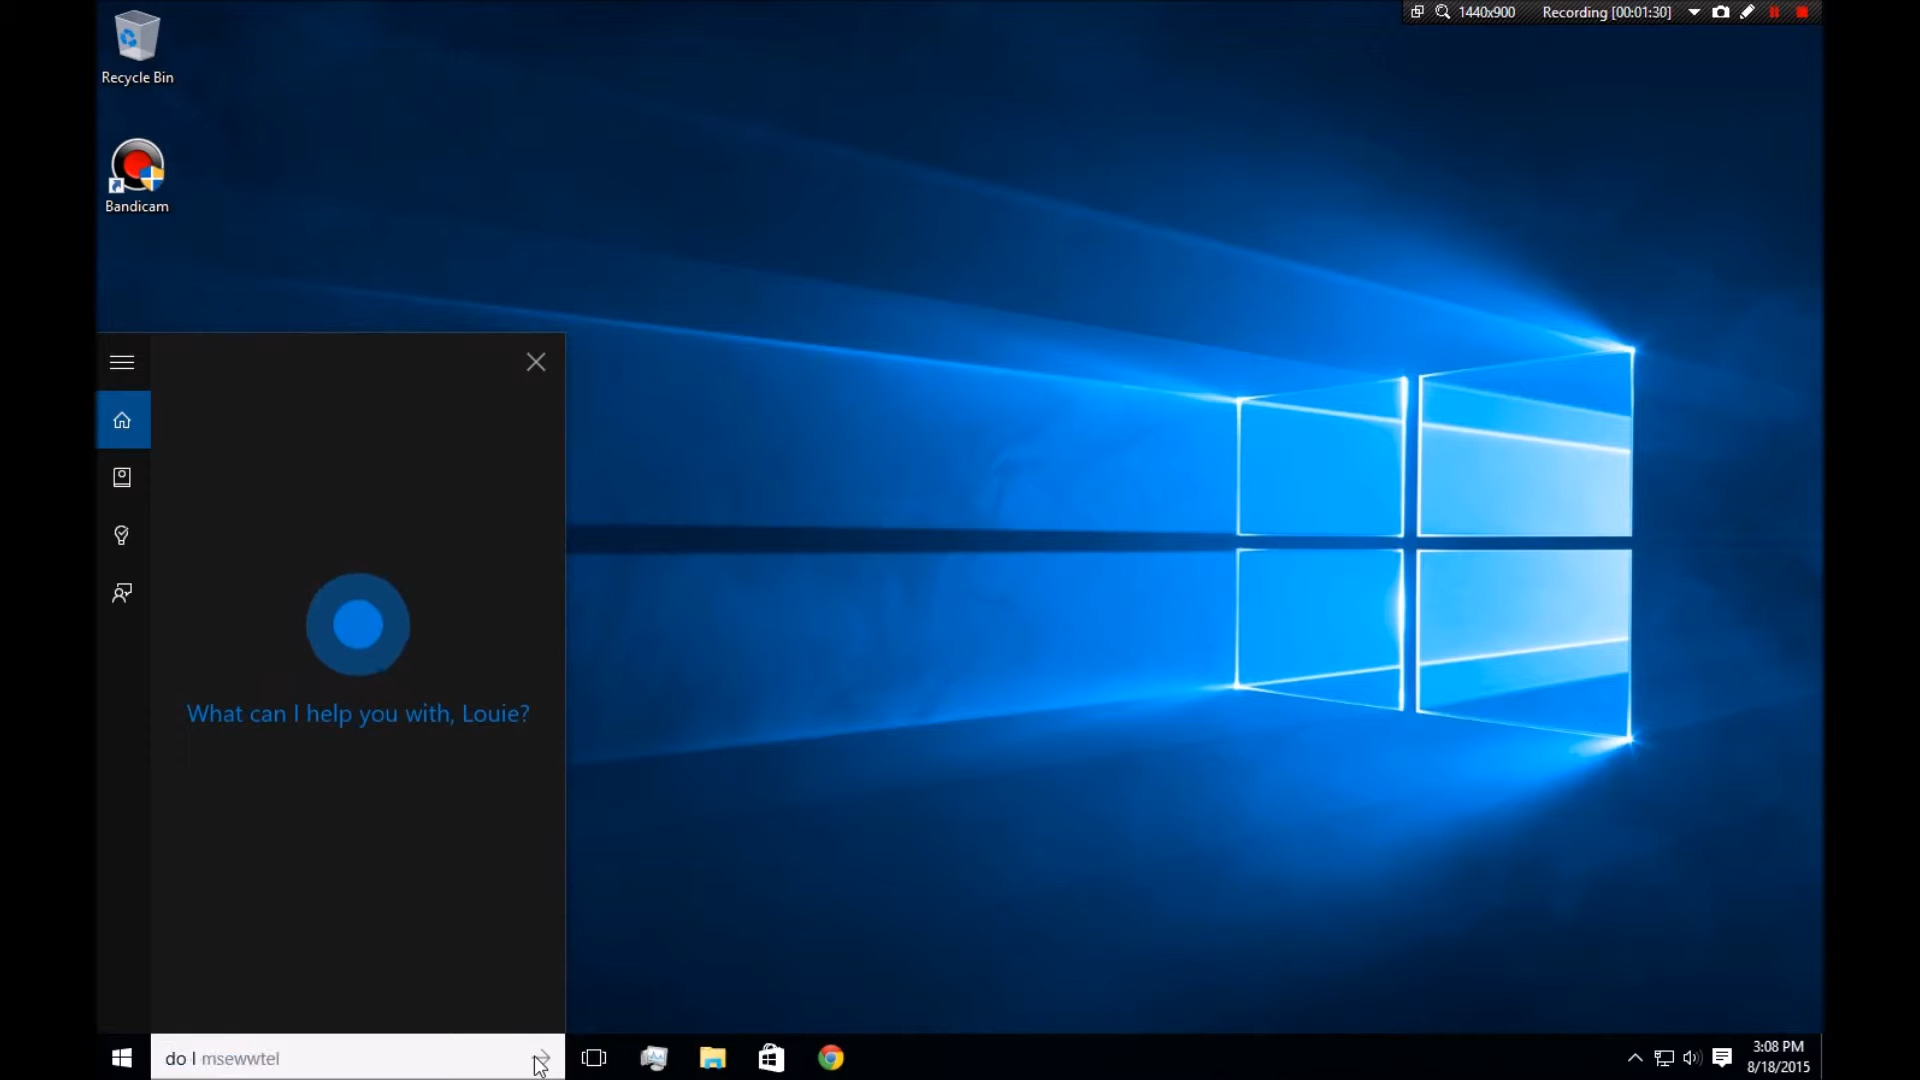 1440x900 Recording [00:01:30]
Recycle Bin
Bandicam
What can I help you with, Louie?
do I msewwtel
3:08 PM
8/18/2015